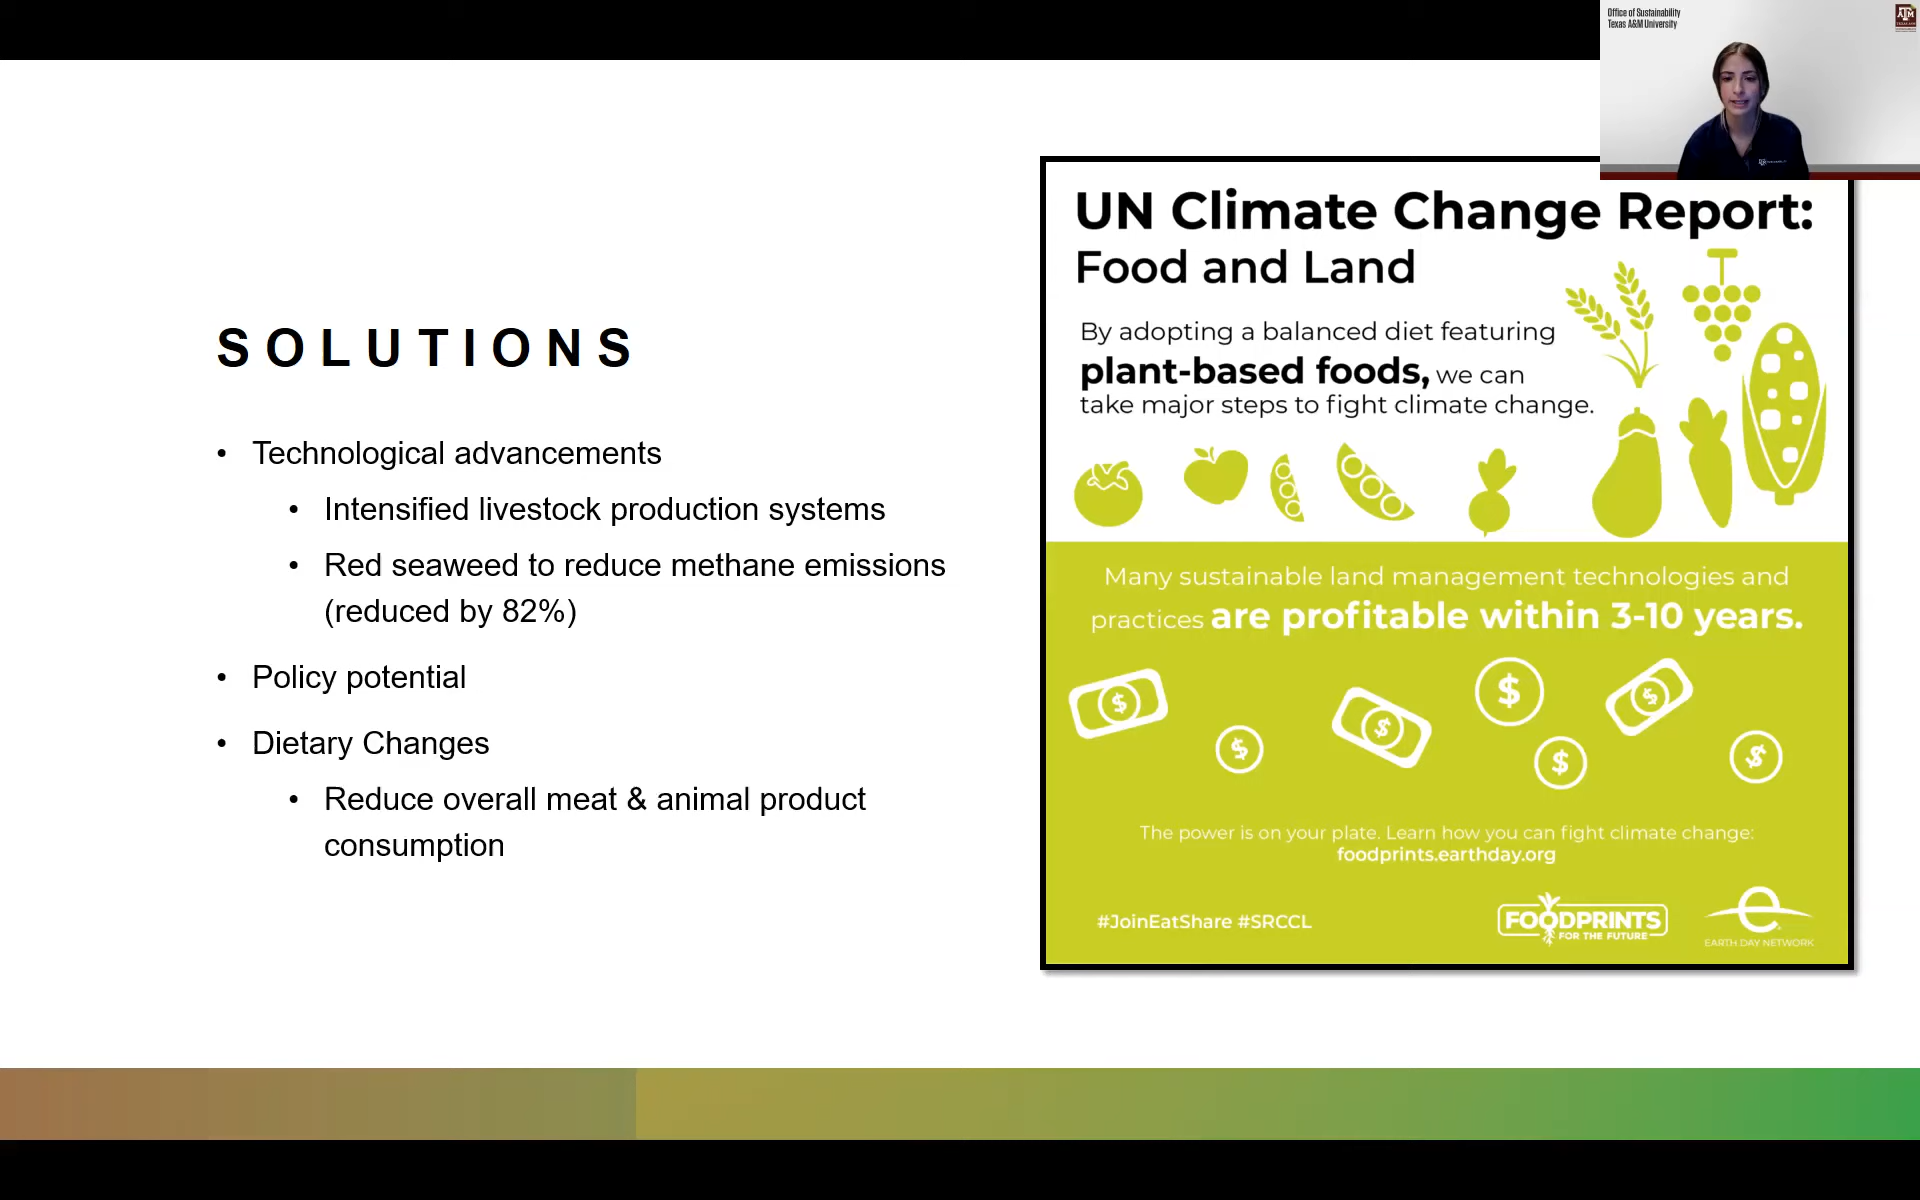 Office of Sustainability
Texas A&M University
SOLUTIONS
• Technological advancements
• Intensified livestock production systems
• Red seaweed to reduce methane emissions
(reduced by 82%)
• Policy potential
• Dietary Changes
• Reduce overall meat & animal product
consumption
UN Climate Change Report:
Food and Land
By adopting a balanced diet featuring
plant-based foods, we can
take major steps to fight climate change.
Many sustainable land management technologies and
practices are profitable within 3-10 years.
$ $ $ $ $ $ $
The power is on your plate. Learn how you can fight climate change:
foodprints.earthday.org
#JoinEatShare #SRCCL
FOODPRINTS
FOR THE FUTURE
e
EARTH DAY NETWORK